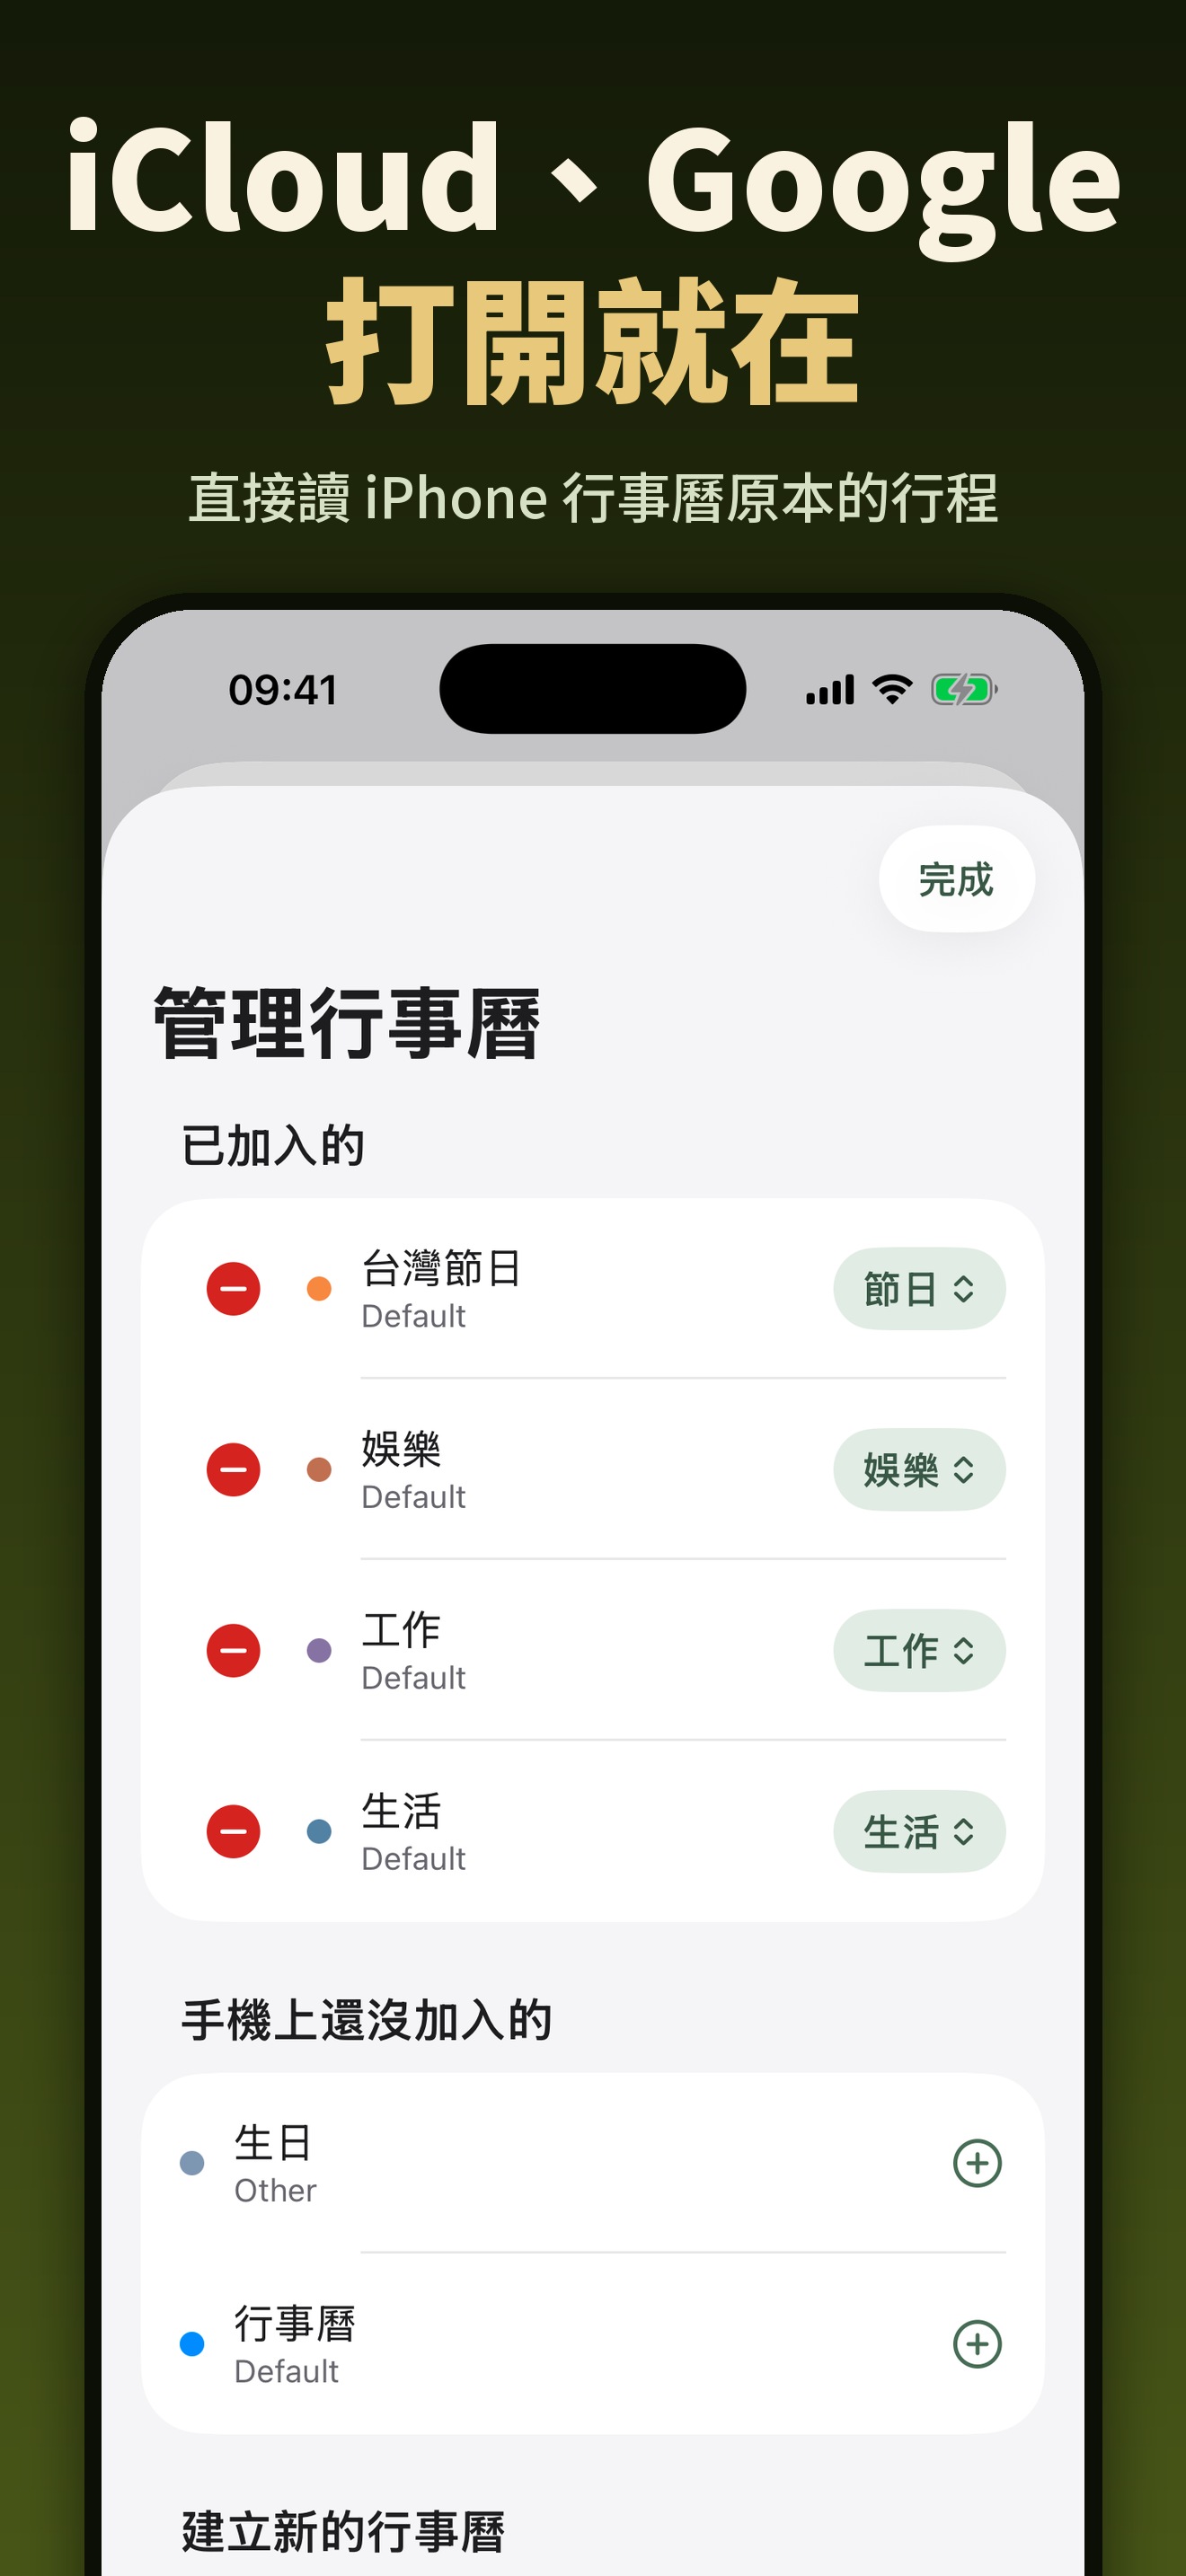 iCloud、Google
打開就在
直接讀 iPhone 行事曆原本的行程
09:41
完成
管理行事曆
已加入的
台灣節日
Default
節日
娛樂
Default
娛樂
工作
Default
工作
生活
Default
生活
手機上還沒加入的
生日
Other
行事曆
Default
建立新的行事曆